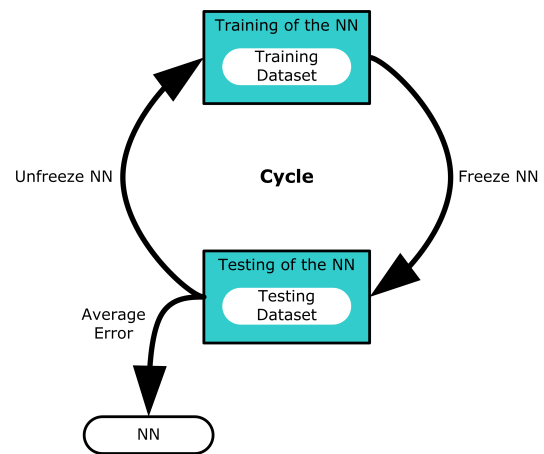 Training of the NN
Training
Dataset
Unfreeze NN
Cycle
Freeze NN
Testing of the NN
Testing
Dataset
Average
Error
NN